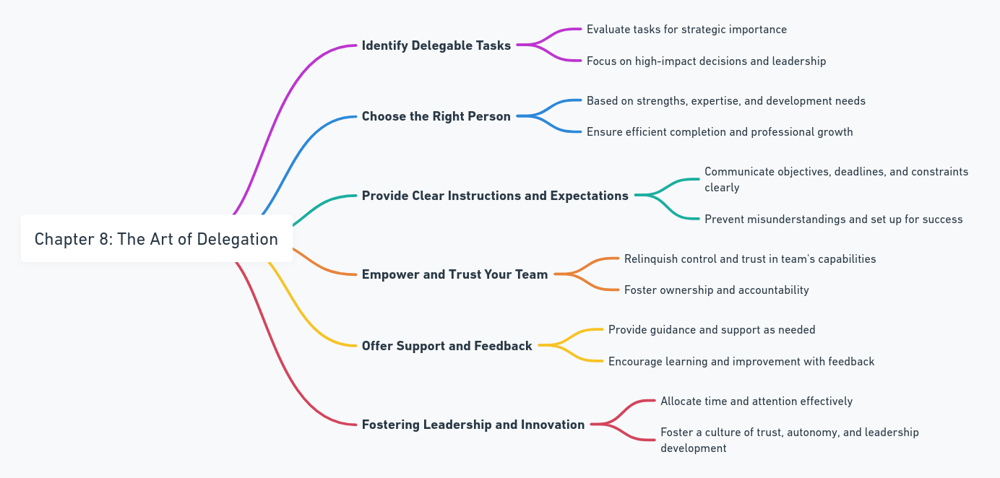 Chapter 8: The Art of Delegation
Identify Delegable Tasks
Evaluate tasks for strategic importance
Focus on high-impact decisions and leadership
Choose the Right Person
Based on strengths, expertise, and development needs
Ensure efficient completion and professional growth
Provide Clear Instructions and Expectations
Communicate objectives, deadlines, and constraints
clearly
Prevent misunderstandings and set up for success
Empower and Trust Your Team
Relinquish control and trust in team's capabilities
Foster ownership and accountability
Offer Support and Feedback
Provide guidance and support as needed
Encourage learning and improvement with feedback
Fostering Leadership and Innovation
Allocate time and attention effectively
Foster a culture of trust, autonomy, and leadership
development